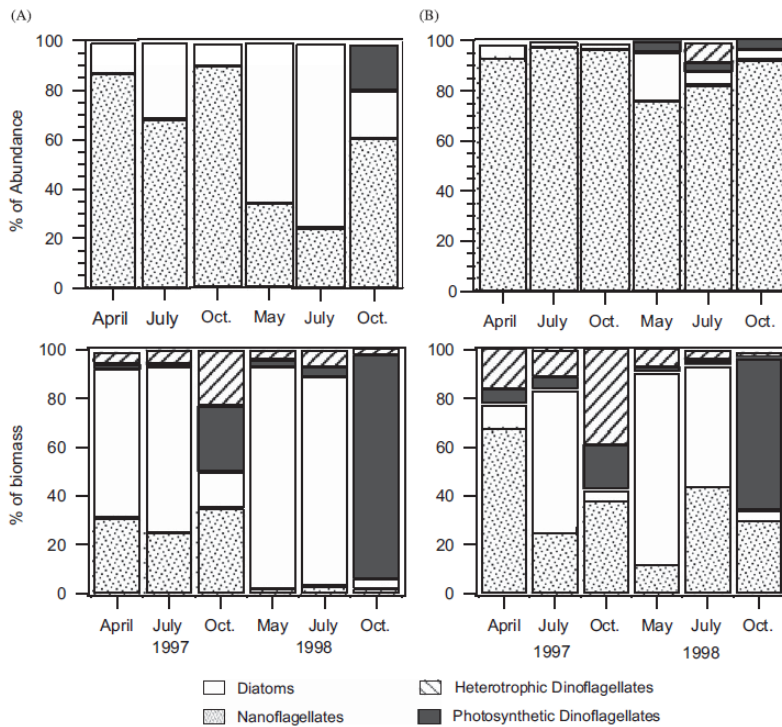 (A)
(B)
% of Abundance
100
80
60
40
20
0
April July Oct. May July Oct.
100
80
60
40
20
0
April July Oct. May July Oct.
% of biomass
100
80
60
40
20
0
April July Oct. May July Oct.
1997 1998
100
80
60
40
20
0
April July Oct. May July Oct.
1997 1998
Diatoms
Heterotrophic Dinoflagellates
Nanoflagellates
Photosynthetic Dinoflagellates